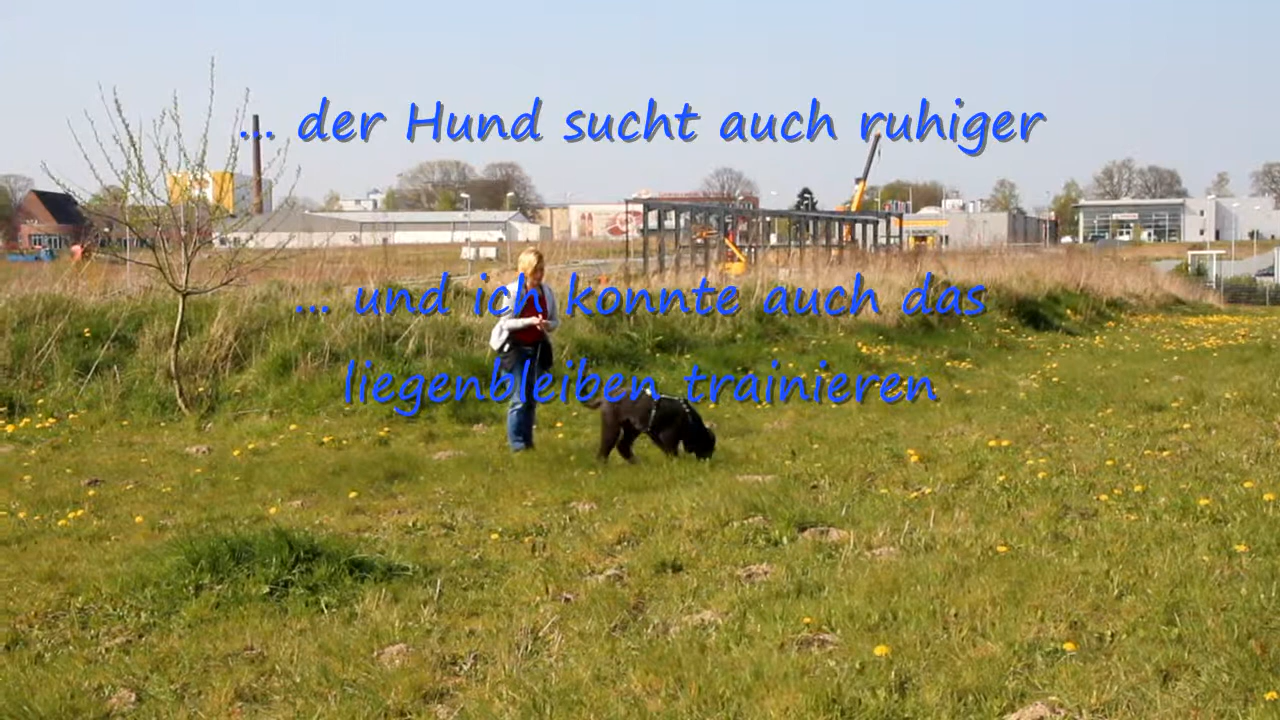 ... der Hund sucht auch ruhiger
... und ich konnte auch das
liegenbleiben trainieren